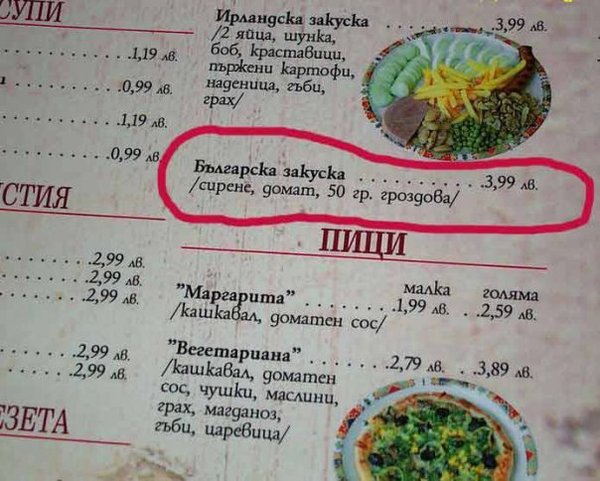 СУПИ
. . . . . . . .1,19 лв.
. . . . . . . .0,99 лв.
. . . . . . . .1,19 лв.
. . . . . . . .0,99 лв.
СТИЯ
. . . . . . . .2,99 лв.
. . . . . . . .2,99 лв.
. . . . . . . .2,99 лв.
. . . . . . . .2,99 лв.
. . . . . . . .2,99 лв.
ЕЗЕТА
Ирландска закуска . . . . . . . . . .3,99 лв.
/2 яйца, шунка,
боб, краставици,
пържени картофи,
наденица, гъби,
грах/
Българска закуска . . . . . . . . . .3,99 лв.
/сирене, домат, 50 гр. гроздова/
ПИЦИ
малка голяма
"Маргарита" . . . . . . . .1,99 лв. . .2,59 лв.
/кашкавал, доматен сос/
"Вегетариана" . . . . . . .2,79 лв. . . .3,89 лв.
/кашкавал, доматен
сос, чушки, маслини,
грах, магданоз,
гъби, царевица/